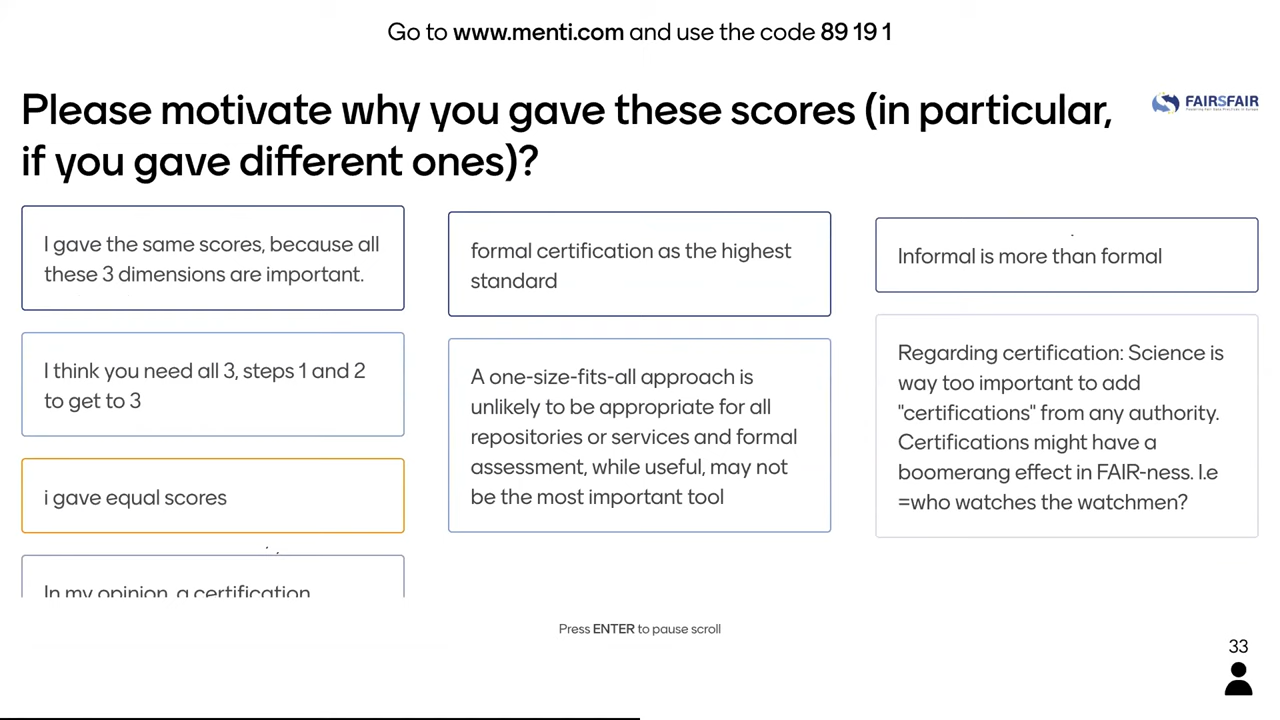 Go to www.menti.com and use the code 89 19 1
Please motivate why you gave these scores (in particular,
if you gave different ones)?
FAIRSFAIR
I gave the same scores, because all
these 3 dimensions are important.
I think you need all 3, steps 1 and 2
to get to 3
i gave equal scores
In my opinion, a certification
formal certification as the highest
standard
A one-size-fits-all approach is
unlikely to be appropriate for all
repositories or services and formal
assessment, while useful, may not
be the most important tool
Informal is more than formal
Regarding certification: Science is
way too important to add
"certifications" from any authority.
Certifications might have a
boomerang effect in FAIR-ness. I.e
=who watches the watchmen?
Press ENTER to pause scroll
33